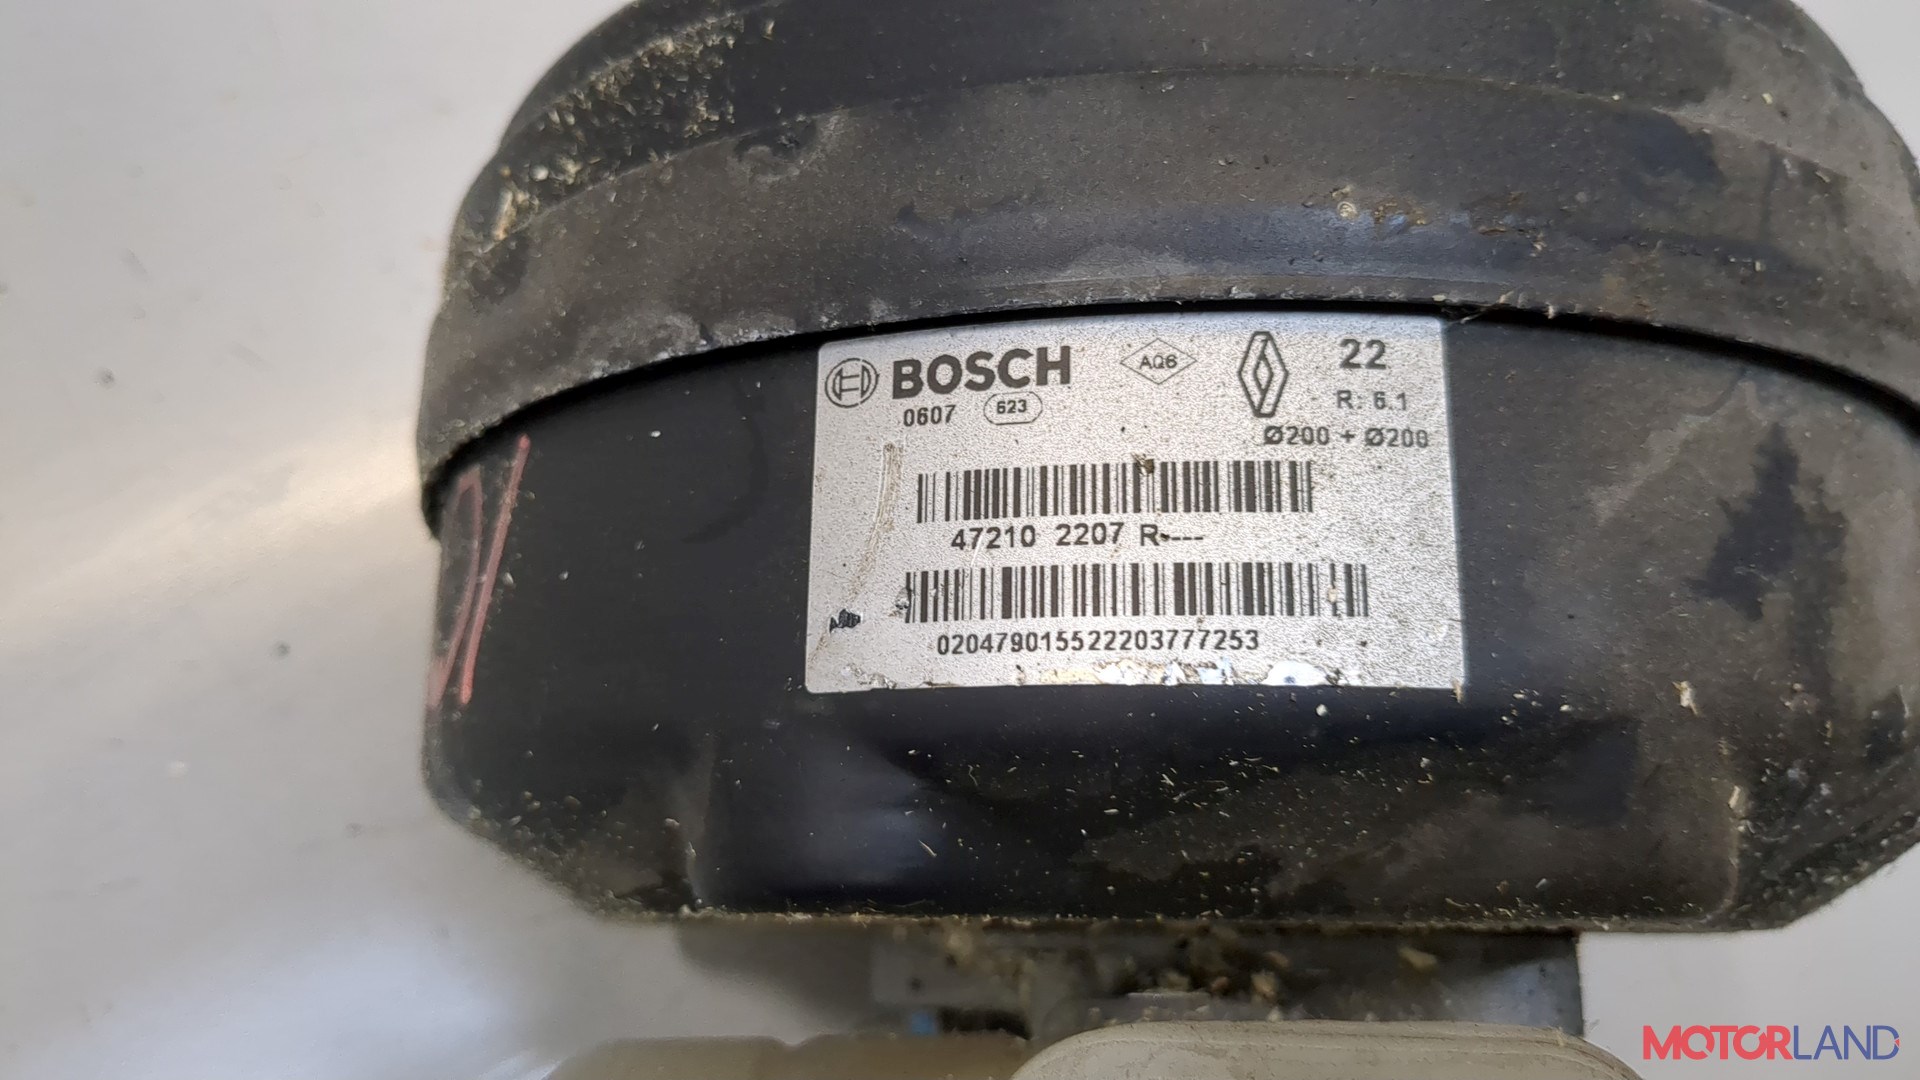 BOSCH AQ6 22
0607 623 R: 6.1
Ø200 + Ø200
47210 2207 R----
020479015522203777253
MOTORLAND